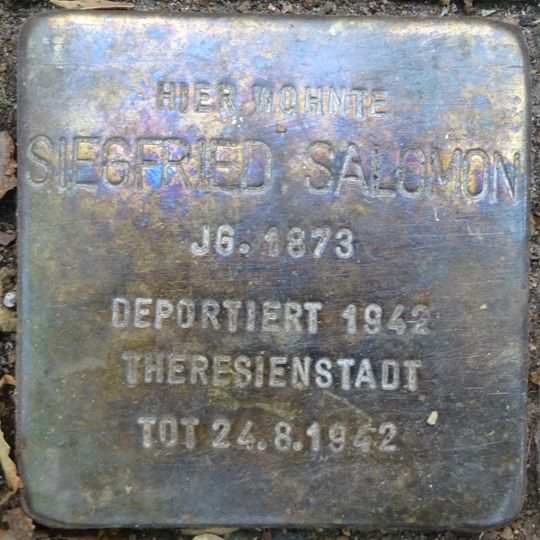 HIER WOHNTE
SIEGFRIED SALOMON
JG. 1873
DEPORTIERT 1942
THERESIENSTADT
TOT 24.8.1942